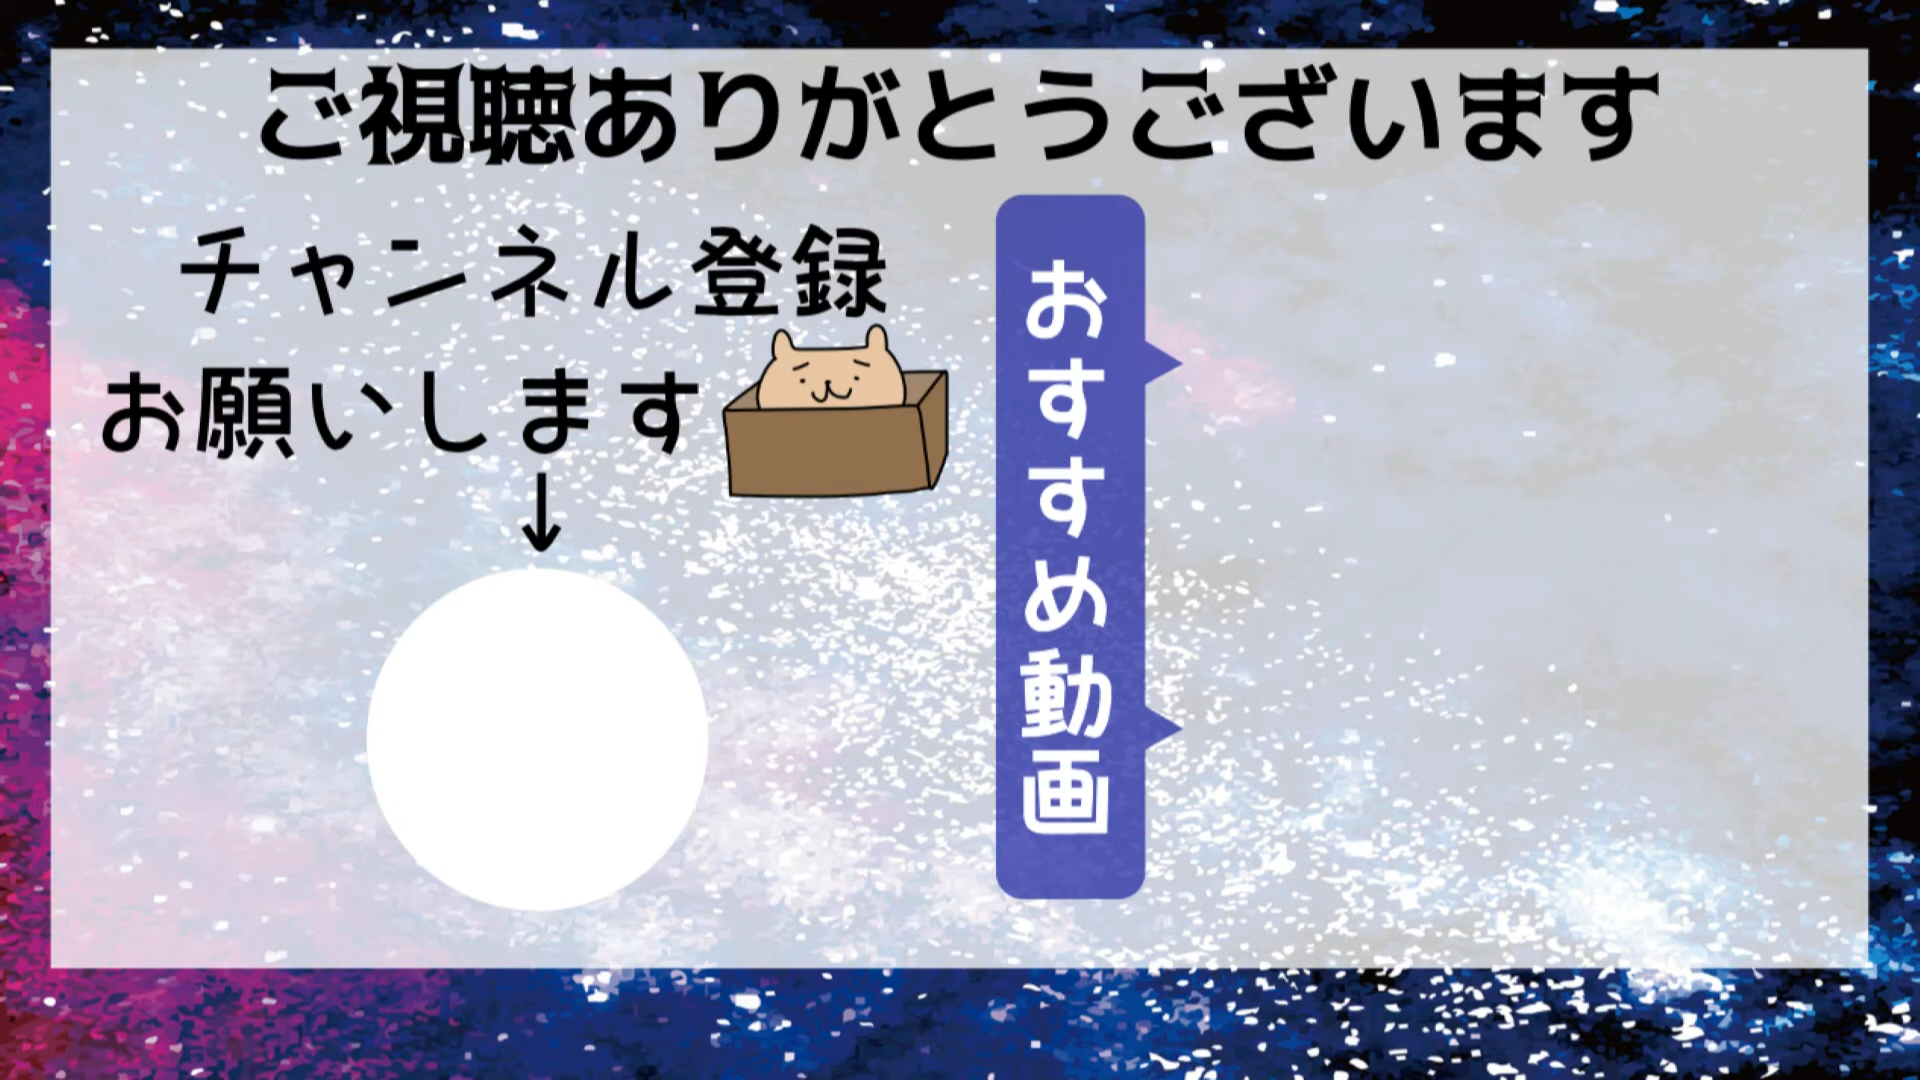 ご視聴ありがとうございます
チャンネル登録
お願いします
↓
おすすめ動画